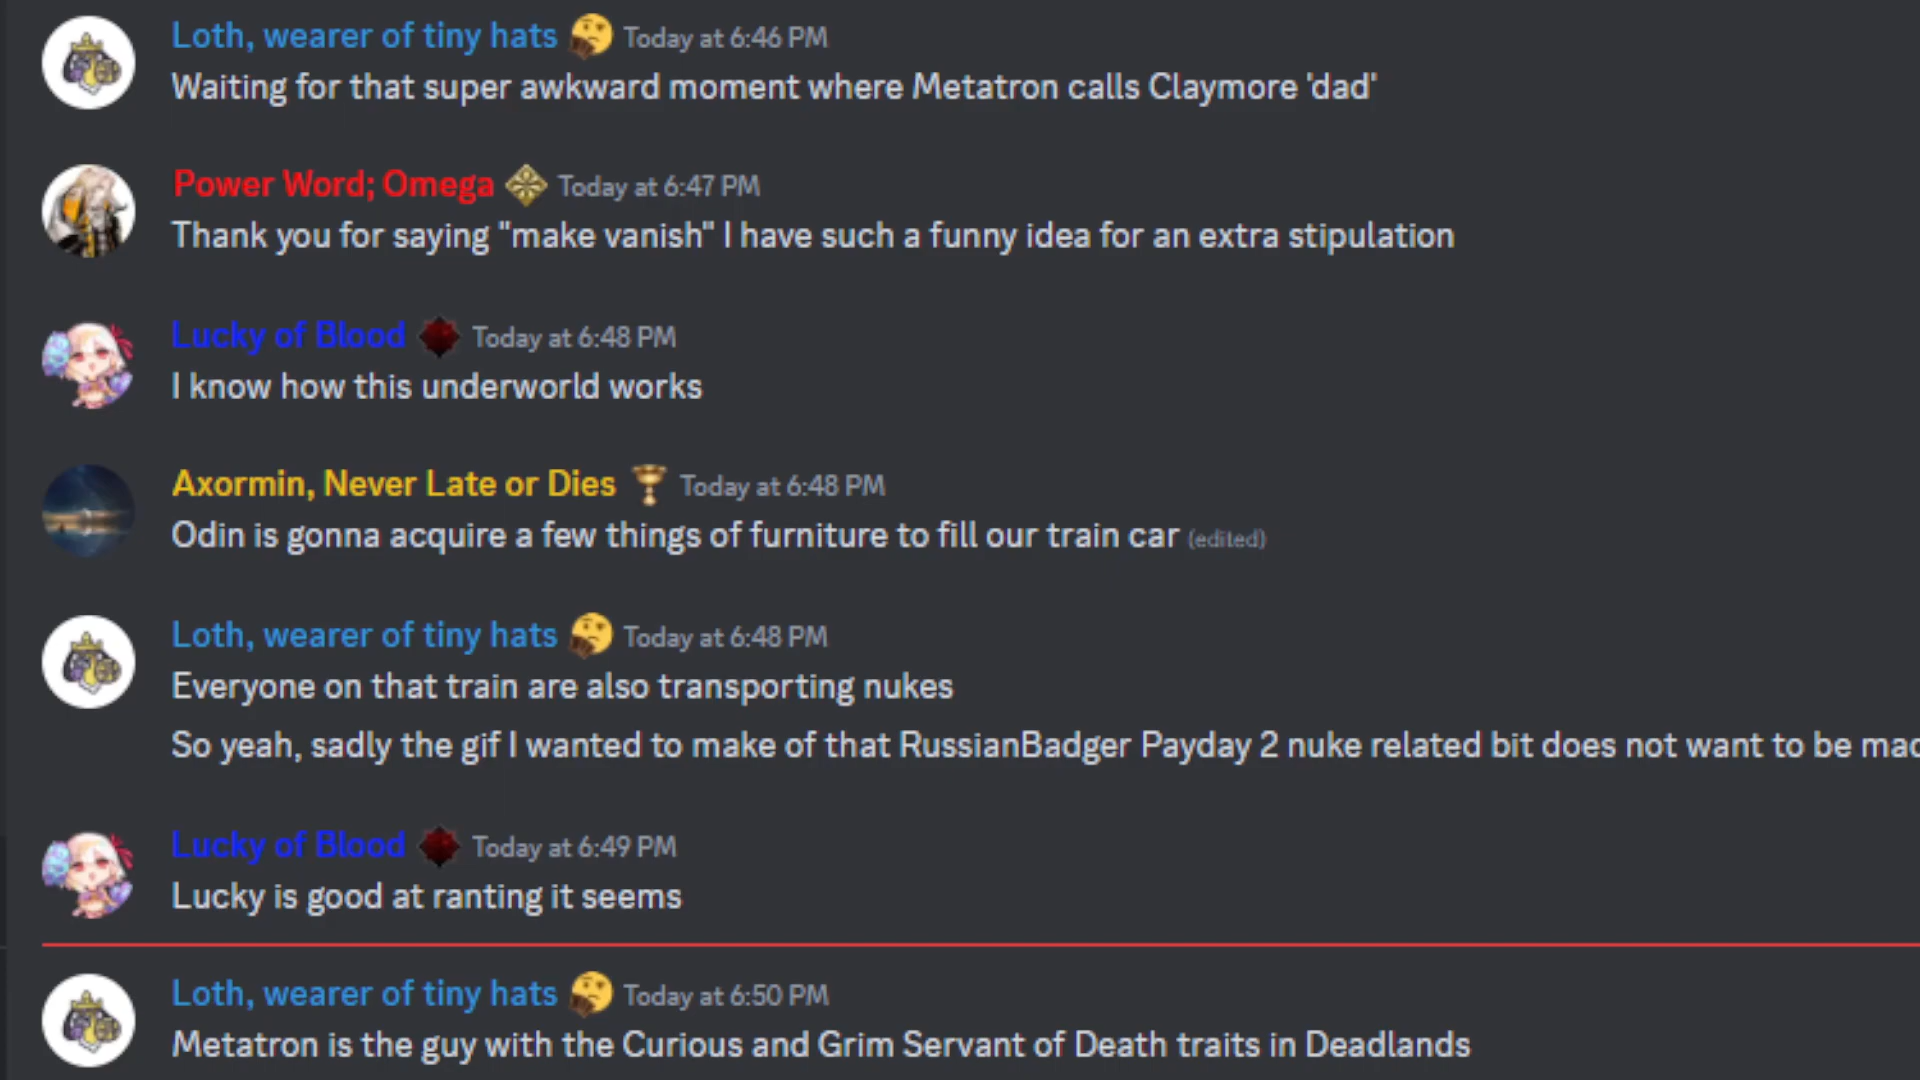 Loth, wearer of tiny hats Today at 6:46 PM
Waiting for that super awkward moment where Metatron calls Claymore 'dad'
Power Word; Omega Today at 6:47 PM
Thank you for saying "make vanish" I have such a funny idea for an extra stipulation
Lucky of Blood Today at 6:48 PM
I know how this underworld works
Axormin, Never Late or Dies Today at 6:48 PM
Odin is gonna acquire a few things of furniture to fill our train car (edited)
Loth, wearer of tiny hats Today at 6:48 PM
Everyone on that train are also transporting nukes
So yeah, sadly the gif I wanted to make of that RussianBadger Payday 2 nuke related bit does not want to be
Lucky of Blood Today at 6:49 PM
Lucky is good at ranting it seems
Loth, wearer of tiny hats Today at 6:50 PM
Metatron is the guy with the Curious and Grim Servant of Death traits in Deadlands